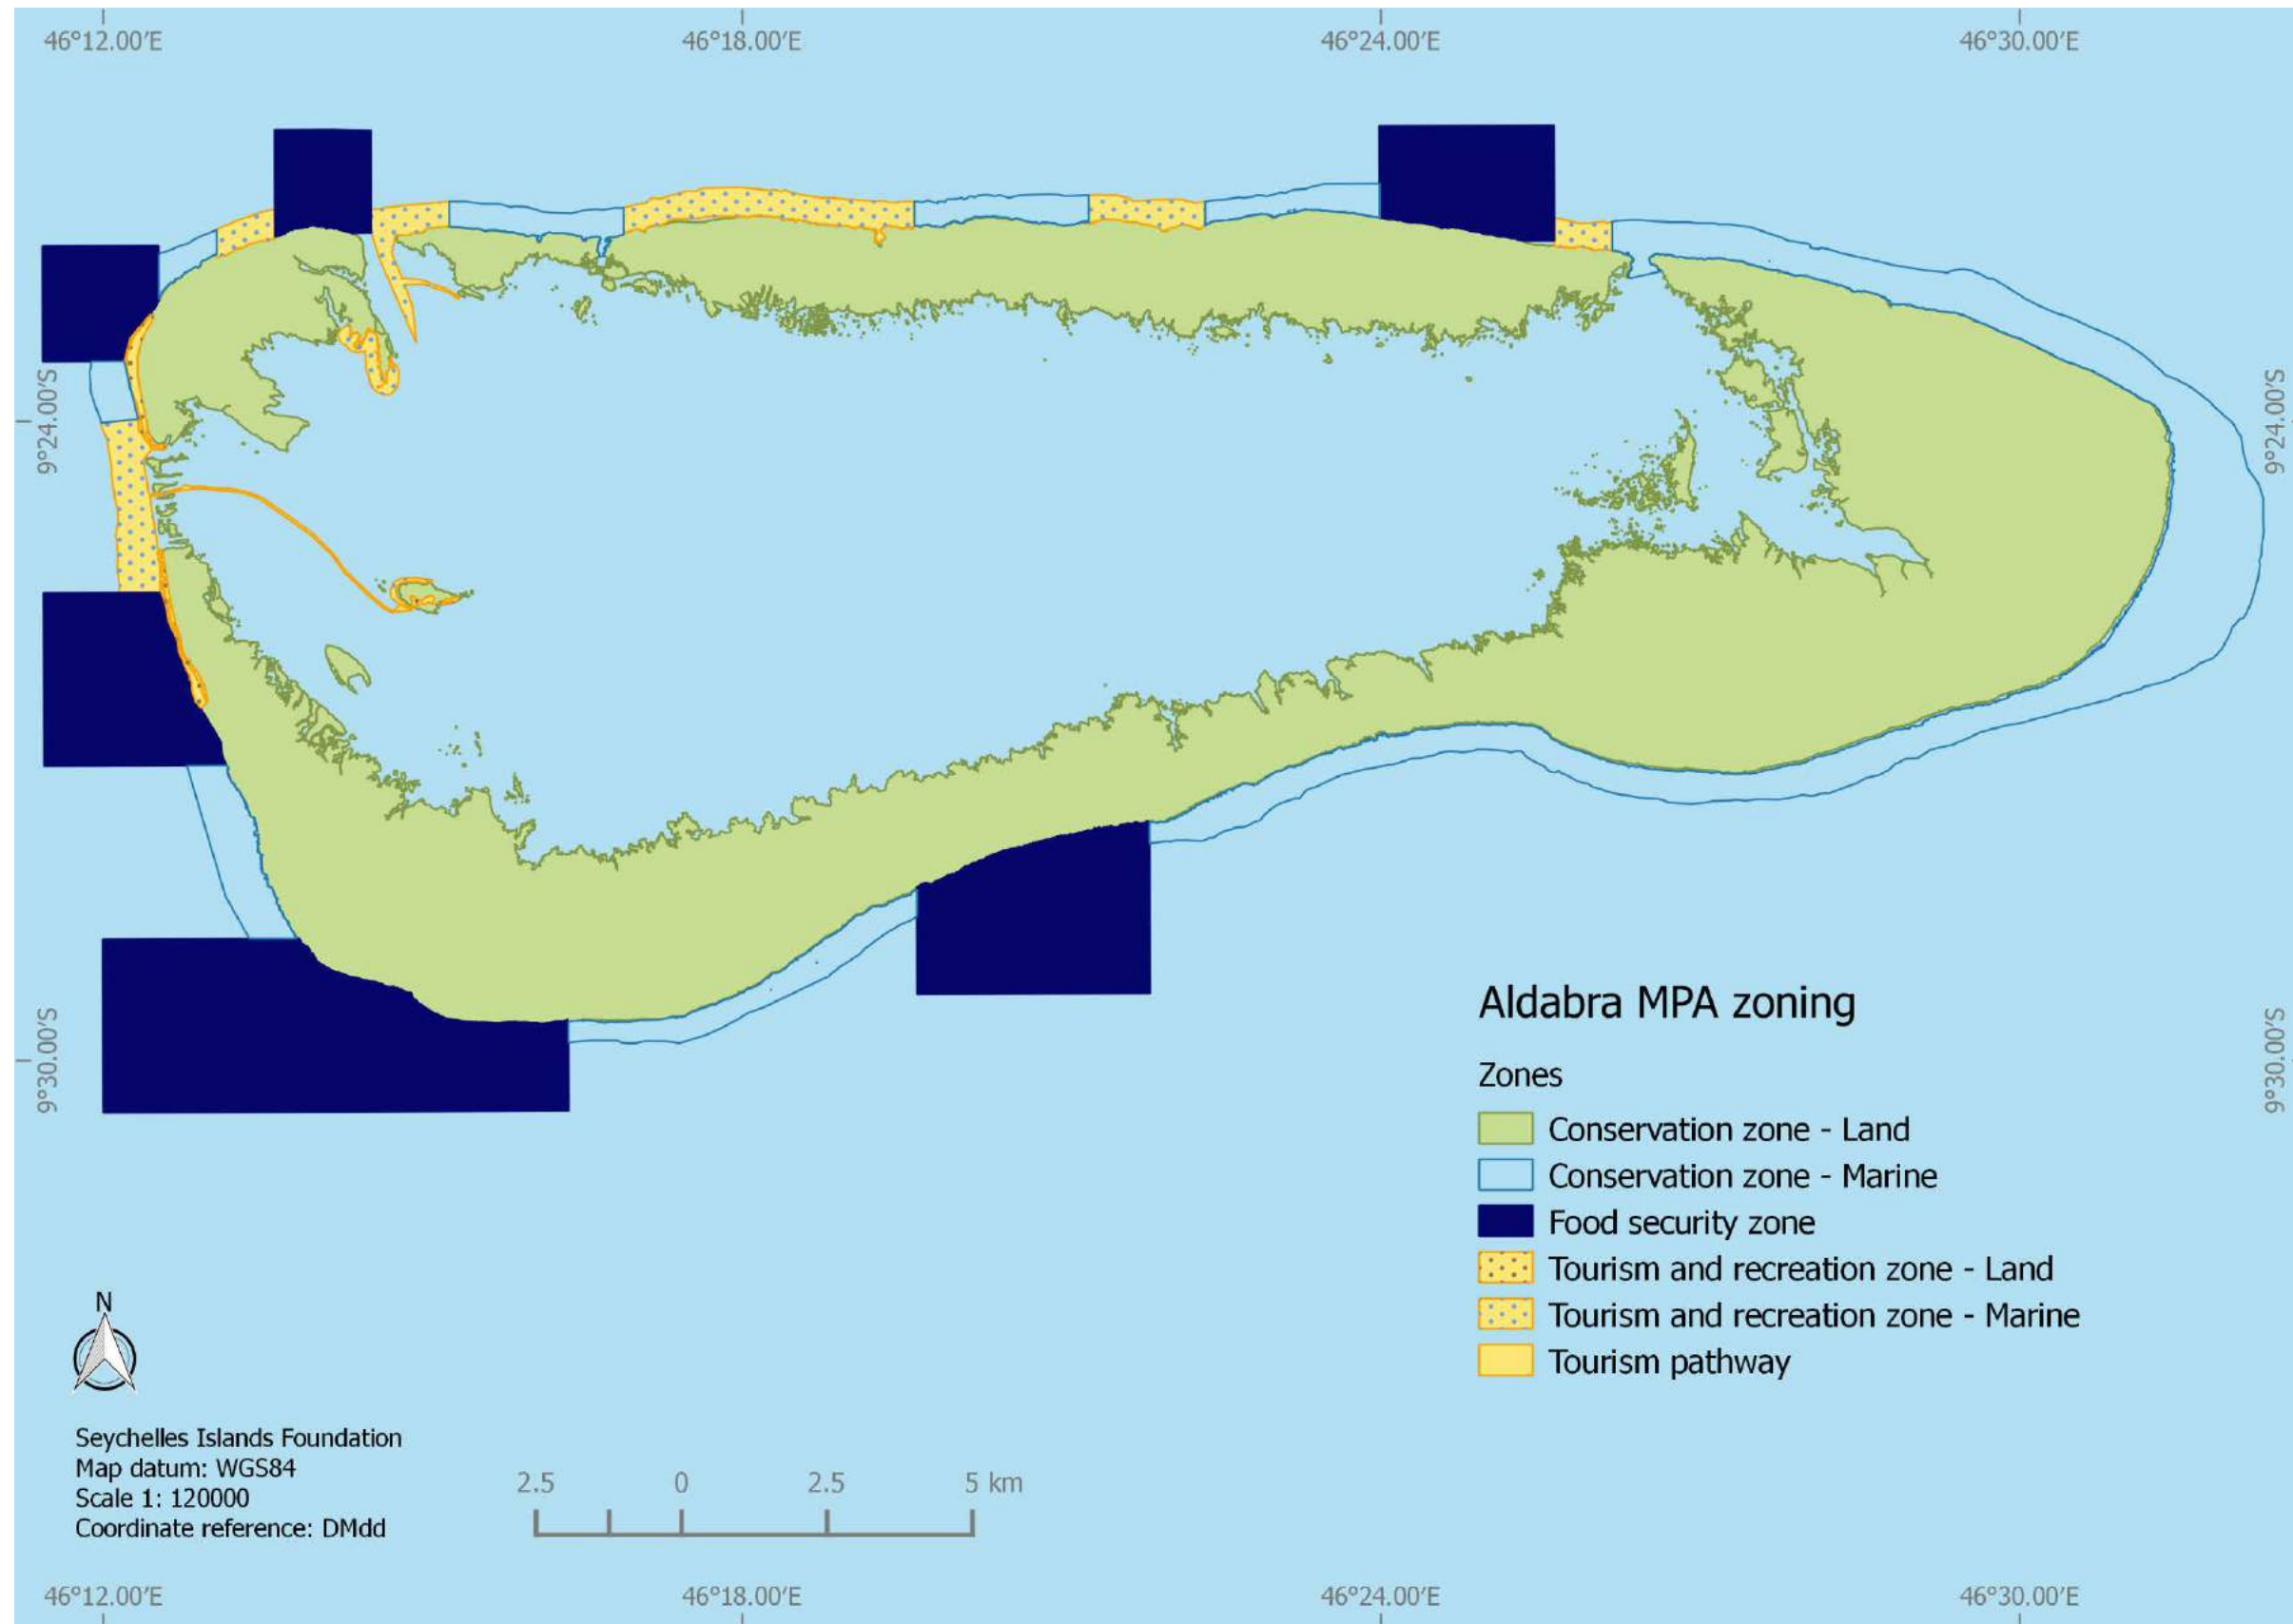 46°12.00′E
46°18.00′E
46°24.00′E
46°30.00′E
9°24.00′S
9°24.00′S
9°30.00′S
9°30.00′S
Aldabra MPA zoning
Zones
Conservation zone - Land
Conservation zone - Marine
Food security zone
Tourism and recreation zone - Land
Tourism and recreation zone - Marine
Tourism pathway
N
Seychelles Islands Foundation
Map datum: WGS84
Scale 1: 120000
Coordinate reference: DMdd
2.5 0 2.5 5 km
46°12.00′E
46°18.00′E
46°24.00′E
46°30.00′E